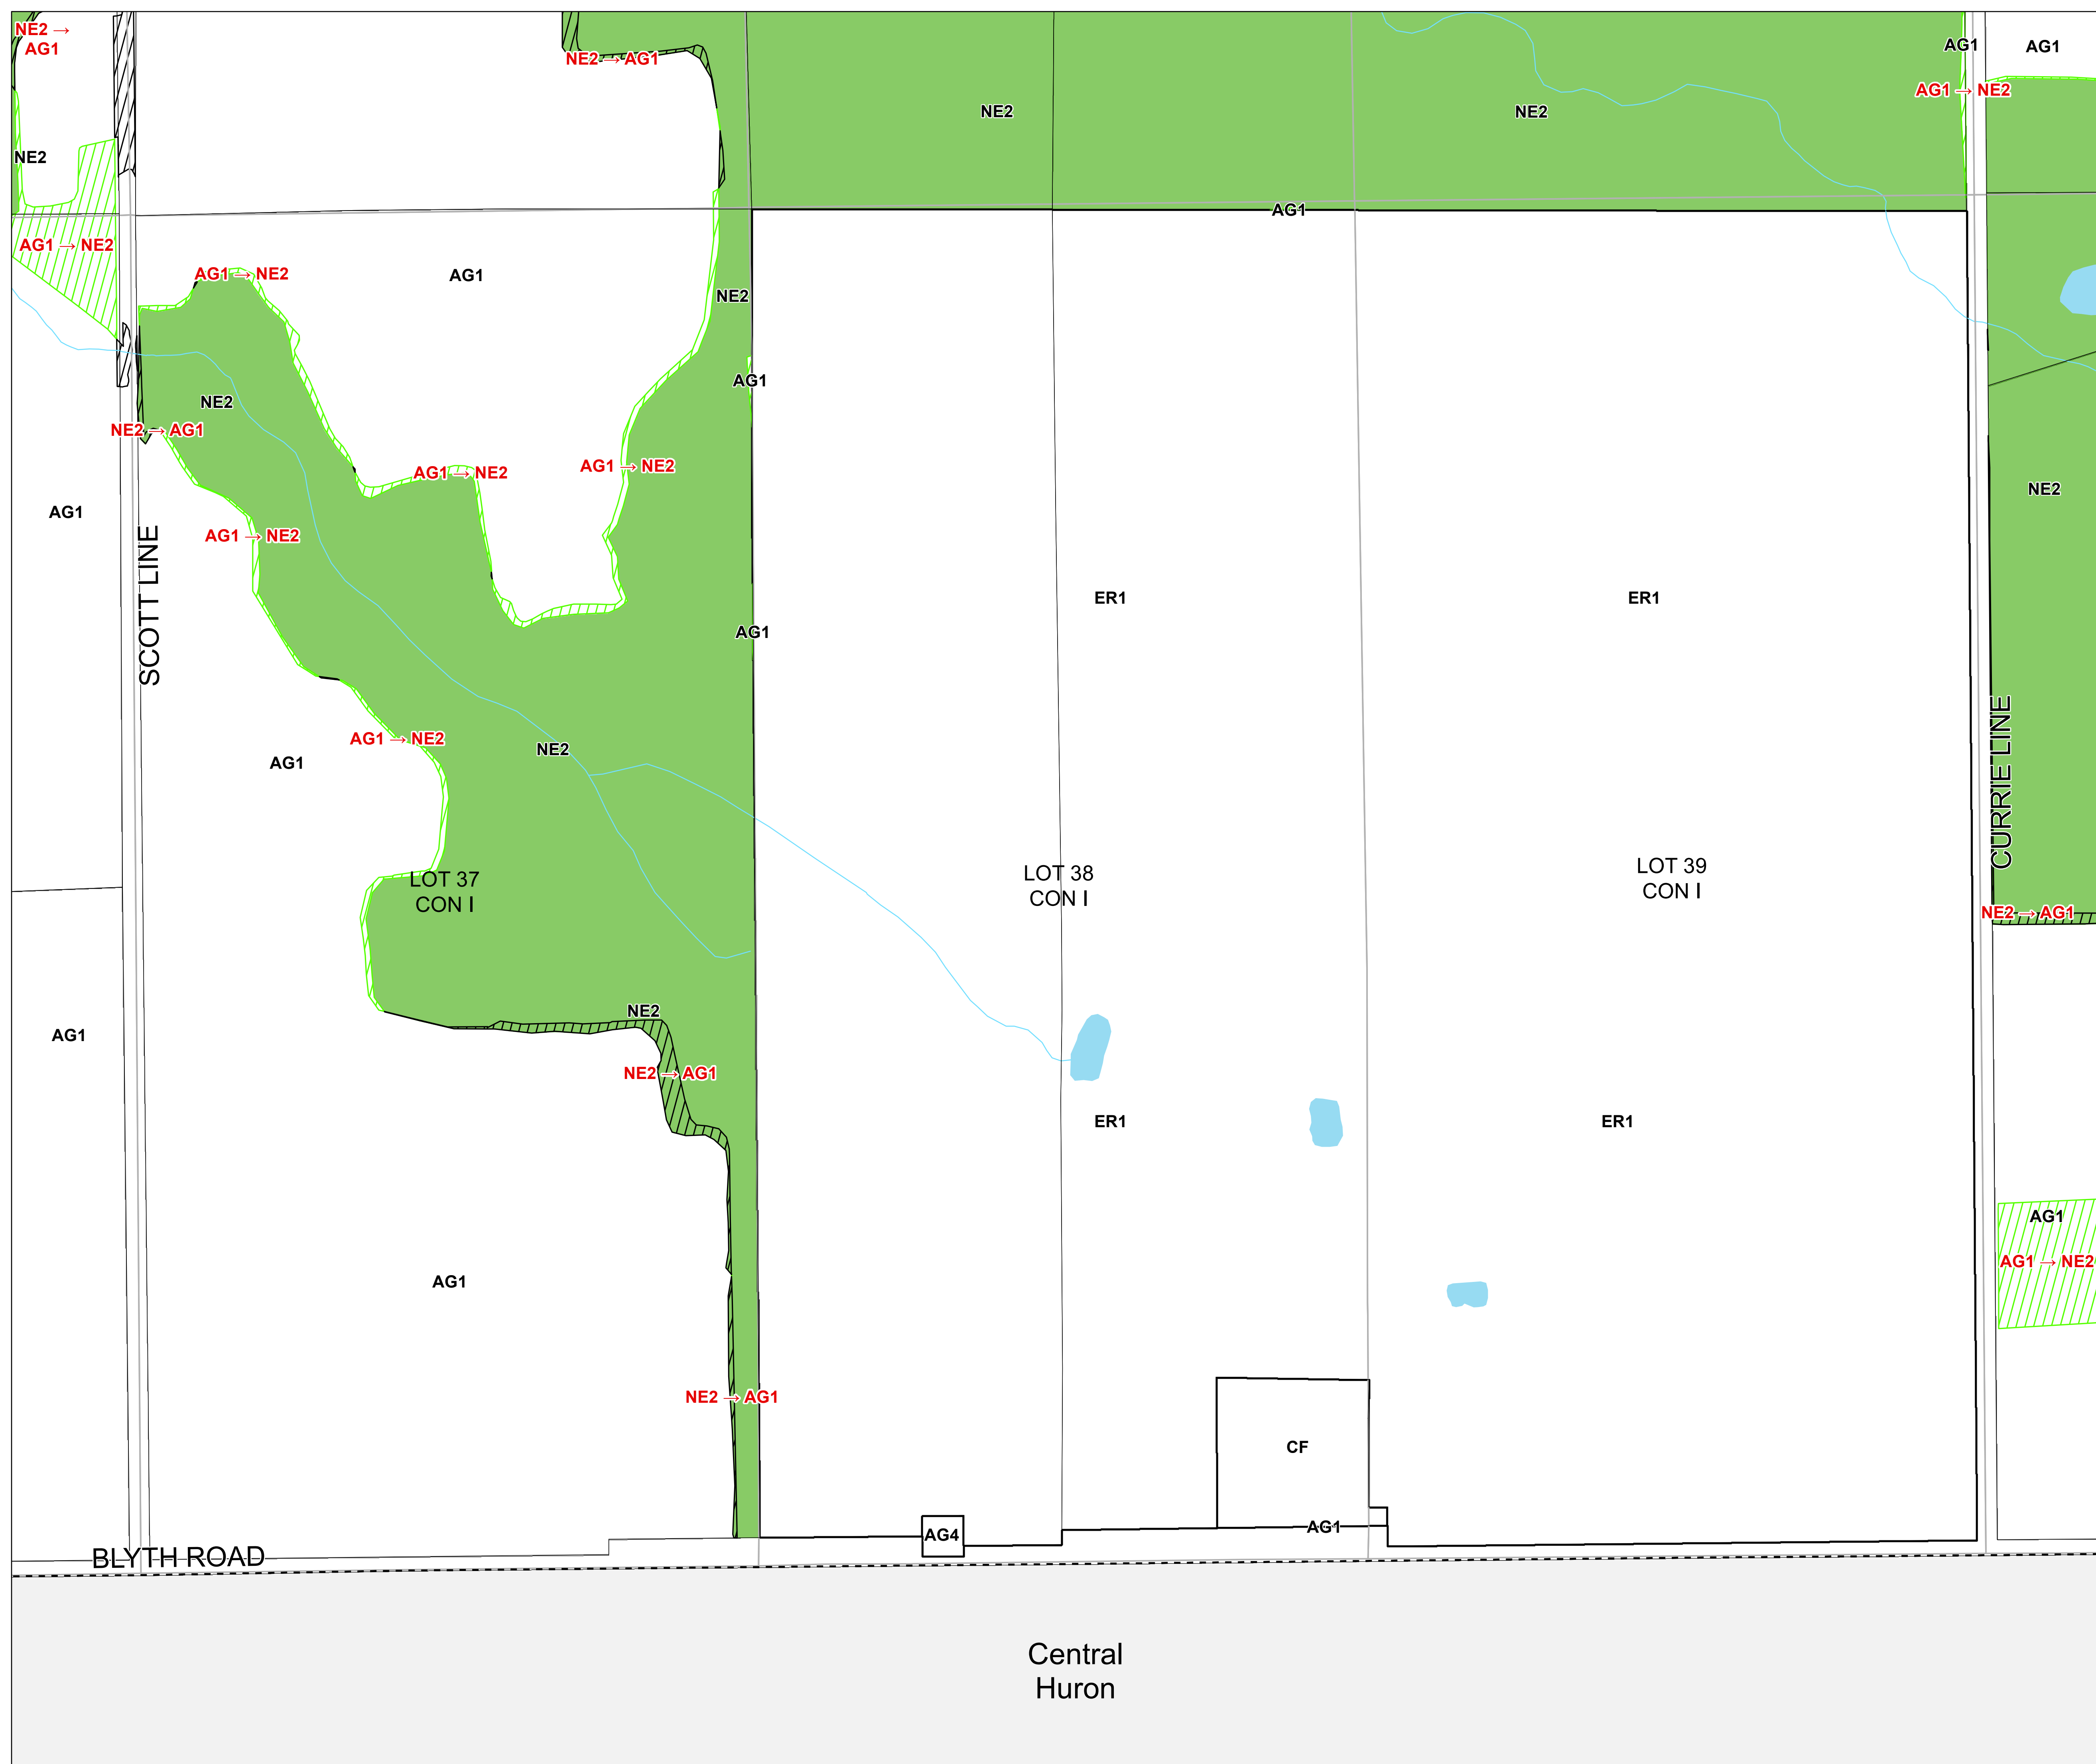 NE2 →
AG1
NE2 → AG1
AG1
AG1
AG1 → NE2
NE2
NE2
NE2
AG1
AG1 → NE2
AG1 → NE2
AG1
NE2
AG1
NE2
NE2 → AG1
AG1 → NE2
AG1 → NE2
NE2
AG1
AG1 → NE2
SCOTT LINE
ER1
ER1
AG1
AG1 → NE2
NE2
AG1
CURRIE LINE
LOT 37
CON I
LOT 38
CON I
LOT 39
CON I
NE2 → AG1
NE2
AG1
NE2 → AG1
ER1
ER1
AG1
AG1 → NE2
AG1
NE2 → AG1
CF
AG4
AG1
BLYTH ROAD
Central
Huron